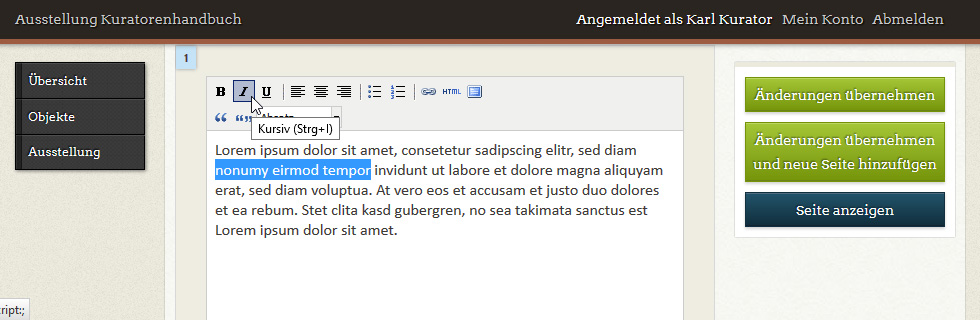 Ausstellung Kuratorenhandbuch
Angemeldet als Karl Kurator Mein Konto Abmelden
Übersicht
Objekte
Ausstellung
1
B I U HTML
Kursiv (Strg+I)
Lorem ipsum dolor sit amet, consetetur sadipscing elitr, sed diam
nonumy eirmod tempor invidunt ut labore et dolore magna aliquyam
erat, sed diam voluptua. At vero eos et accusam et justo duo dolores
et ea rebum. Stet clita kasd gubergren, no sea takimata sanctus est
Lorem ipsum dolor sit amet.
Änderungen übernehmen
Änderungen übernehmen
und neue Seite hinzufügen
Seite anzeigen
ript:;